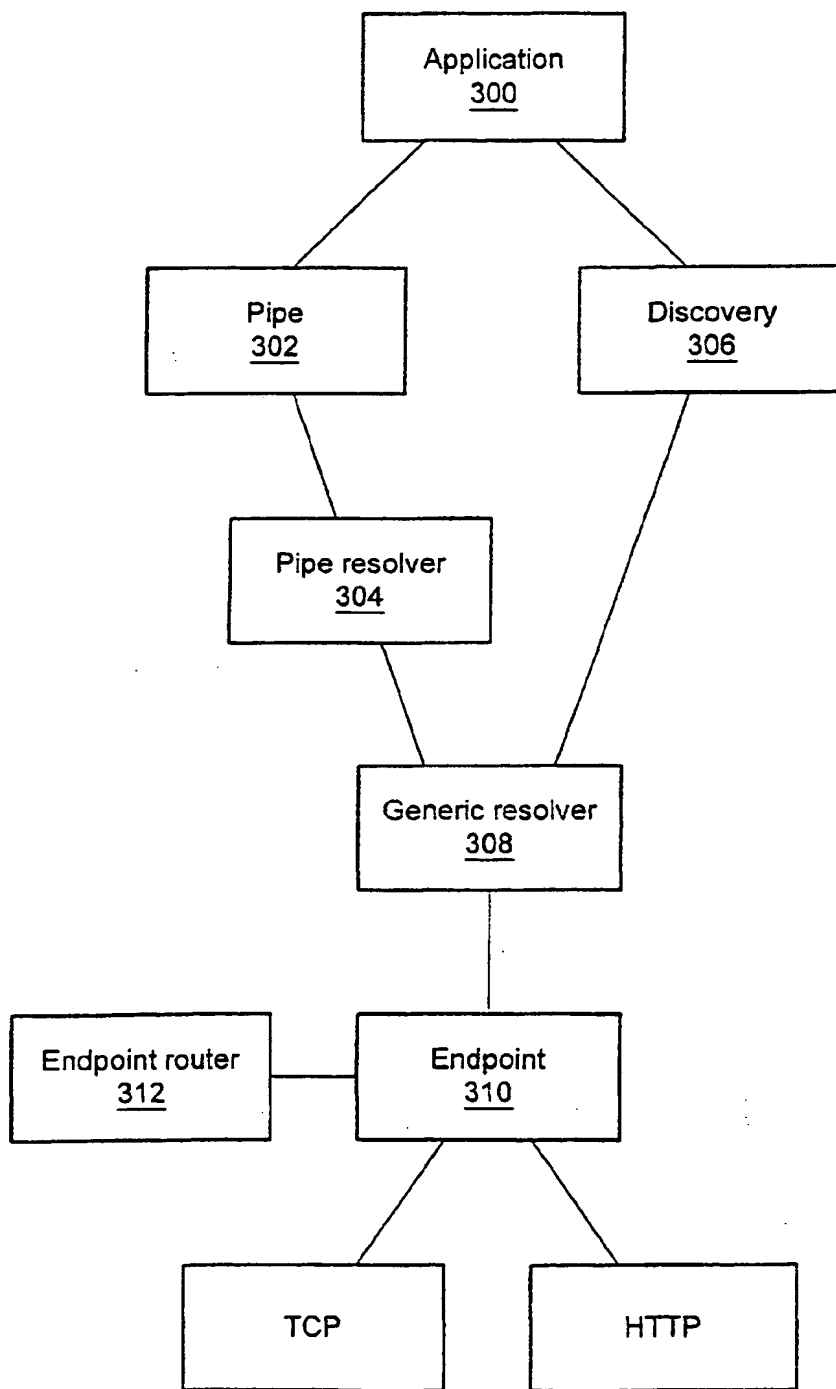 Application
300
Pipe
302
Discovery
306
Pipe resolver
304
Generic resolver
308
Endpoint router
312
Endpoint
310
TCP
HTTP